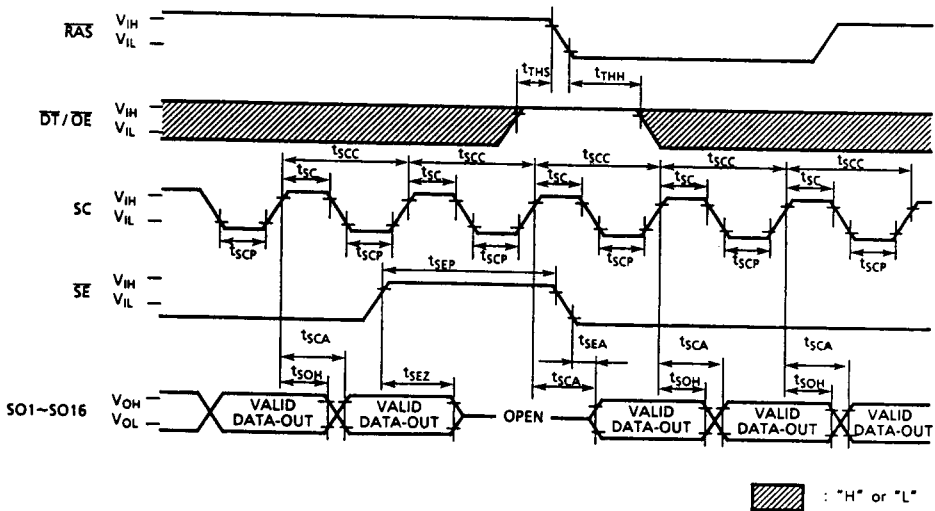 RAS VIH
VIL
tTHS tTHH
DT/OE VIH
VIL
tSCC tSCC tSCC tSCC tSCC
tSC tSC tSC tSC tSC
SC VIH
VIL
tSCP tSCP tSCP tSCP tSCP tSCP
tSEP
SE VIH
VIL
tSCA tSEA tSCA tSCA
tSOH tSEZ tSCA tSOH tSOH
SO1~SO16 VOH
VOL
VALID DATA-OUT
VALID DATA-OUT
OPEN
VALID DATA-OUT
VALID DATA-OUT
VALID DATA-OUT
: "H" or "L"